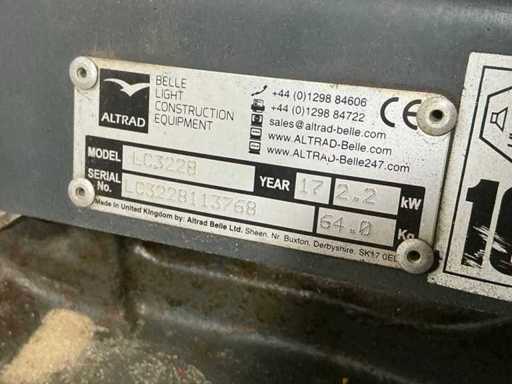 BELLE
LIGHT
CONSTRUCTION
EQUIPMENT
ALTRAD
+44 (0)1298 84606
+44 (0)1298 84722
sales@altrad-belle.com
www.ALTRAD-Belle.com
www.ALTRAD-Belle247.com
CE
MODEL LC3228 YEAR 17 2.2 kW
SERIAL No. LC3228113768 64.0 Kg
Made in United Kingdom by: Altrad Belle Ltd. Sheen, Nr. Buxton, Derbyshire. SK17 0EU